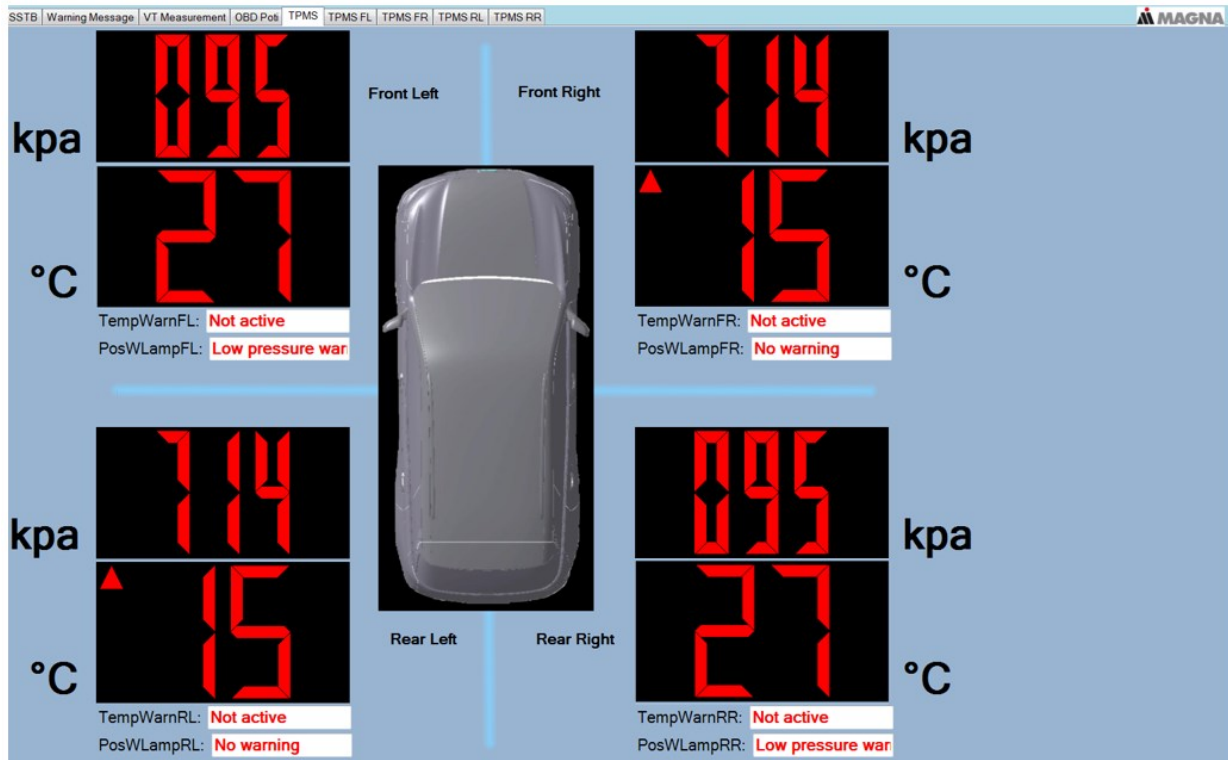 SSTB Warning Message VT Measurement OBD Poti TPMS TPMS FL TPMS FR TPMS RL TPMS RR
MAGNA
095
kpa
27
°C
TempWarnFL: Not active
PosWLampFL: Low pressure war
Front Left
Front Right
714
kpa
15
°C
TempWarnFR: Not active
PosWLampFR: No warning
714
kpa
15
°C
TempWarnRL: Not active
PosWLampRL: No warning
Rear Left
Rear Right
095
kpa
27
°C
TempWarnRR: Not active
PosWLampRR: Low pressure war